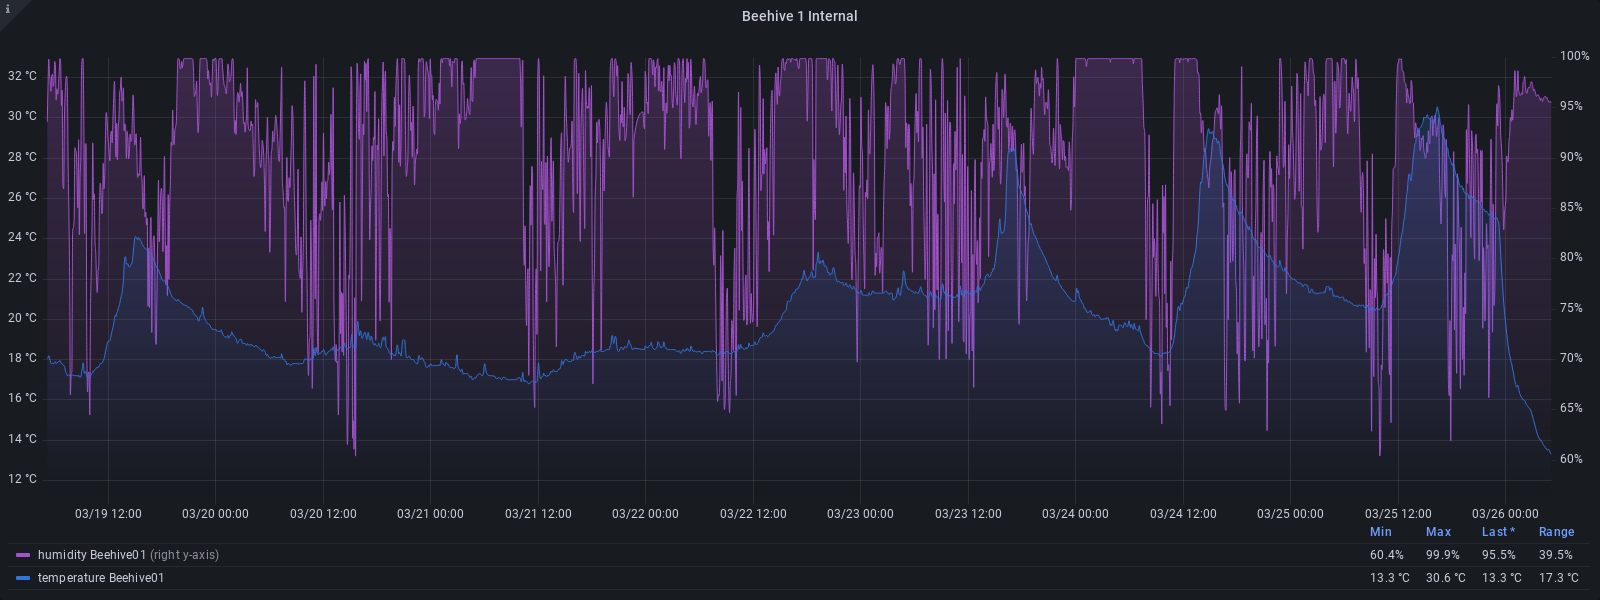 i
Beehive 1 Internal
32 °C
30 °C
28 °C
26 °C
24 °C
22 °C
20 °C
18 °C
16 °C
14 °C
12 °C
100%
95%
90%
85%
80%
75%
70%
65%
60%
03/19 12:00 03/20 00:00 03/20 12:00 03/21 00:00 03/21 12:00 03/22 00:00 03/22 12:00 03/23 00:00 03/23 12:00 03/24 00:00 03/24 12:00 03/25 00:00 03/25 12:00 03/26 00:00
Min Max Last * Range
humidity Beehive01 (right y-axis) 60.4% 99.9% 95.5% 39.5%
temperature Beehive01 13.3 °C 30.6 °C 13.3 °C 17.3 °C